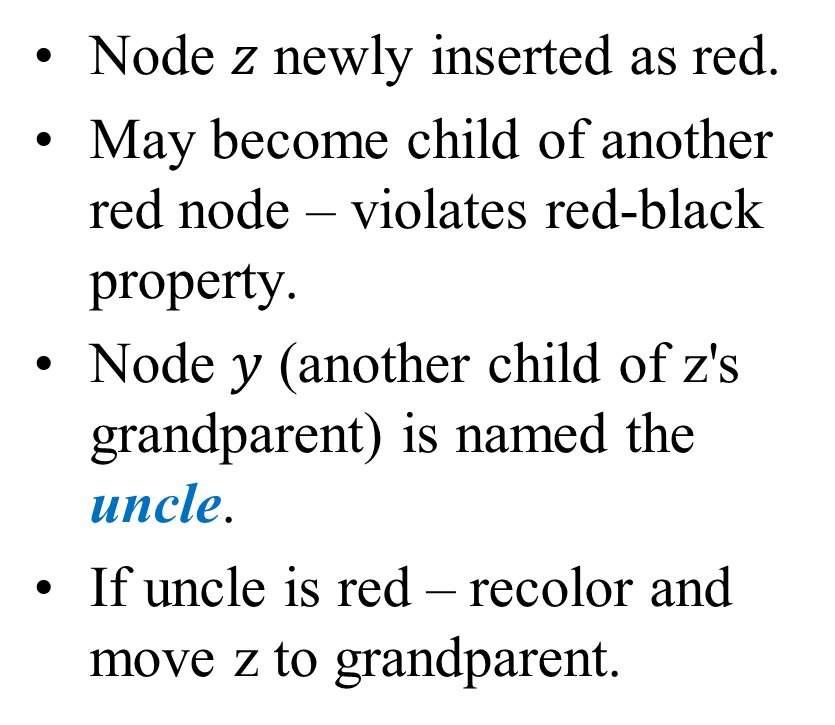 • Node z newly inserted as red.
• May become child of another
red node – violates red-black
property.
• Node y (another child of z's
grandparent) is named the
uncle.
• If uncle is red – recolor and
move z to grandparent.